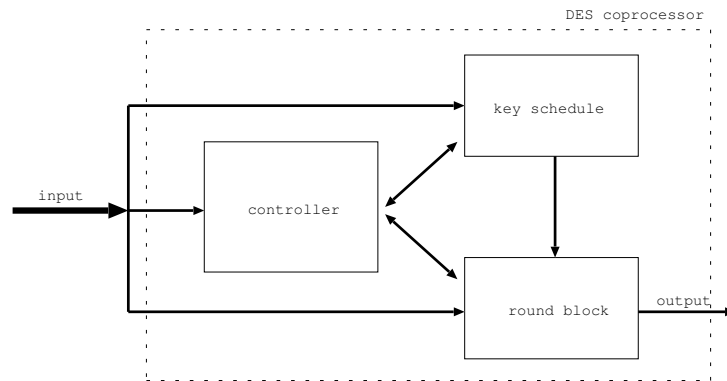 DES coprocessor
key schedule
input
controller
output
round block